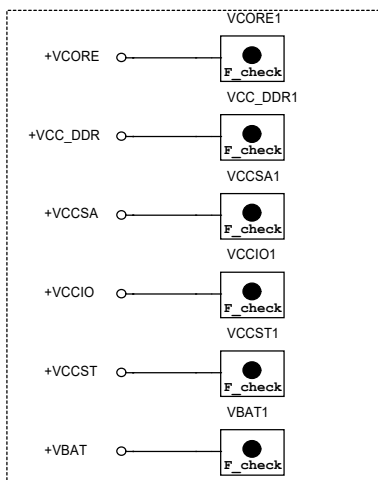 VCORE1
+VCORE
F_check
VCC_DDR1
+VCC_DDR
F_check
VCCSA1
+VCCSA
F_check
VCCIO1
+VCCIO
F_check
VCCST1
+VCCST
F_check
VBAT1
+VBAT
F_check